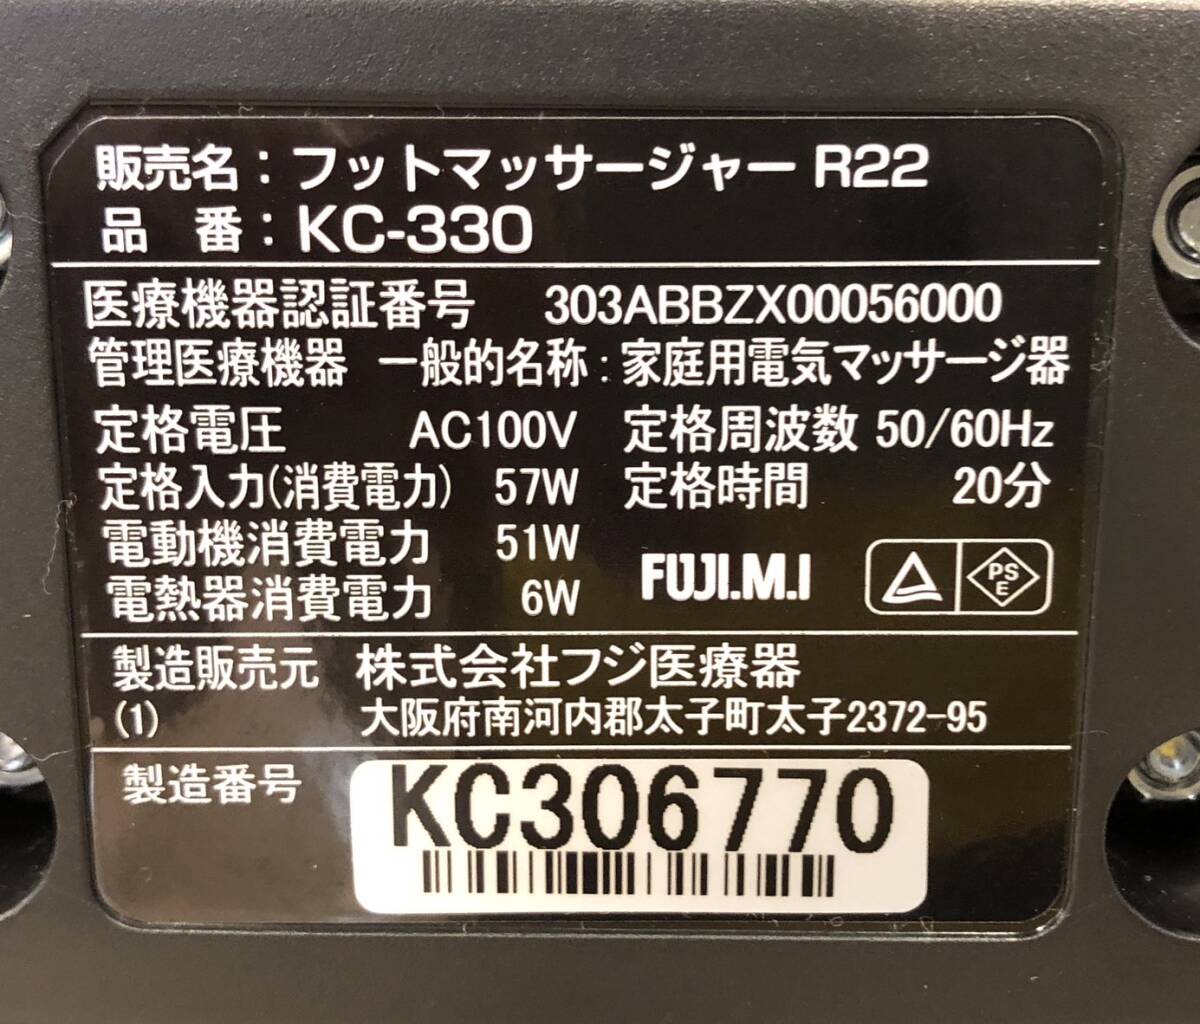 販売名：フットマッサージャー R22
品　番：KC-330
医療機器認証番号　303ABBZX00056000
管理医療機器　一般的名称：家庭用電気マッサージ器
定格電圧　AC100V　定格周波数 50/60Hz
定格入力(消費電力)　57W　定格時間　20分
電動機消費電力　51W
電熱器消費電力　6W
FUJI.M.I
PS
E
製造販売元　株式会社フジ医療器
(1)　大阪府南河内郡太子町太子2372-95
製造番号　KC306770